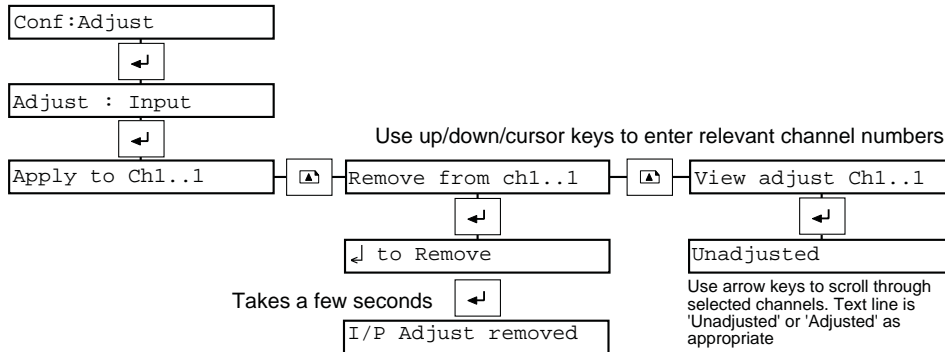 Conf:Adjust
↵
Adjust : Input
↵
Use up/down/cursor keys to enter relevant channel numbers
Apply to Ch1..1
Remove from ch1..1
View adjust Ch1..1
↵
↵
↵ to Remove
Unadjusted
Takes a few seconds
↵
Use arrow keys to scroll through
selected channels. Text line is
'Unadjusted' or 'Adjusted' as
appropriate
I/P Adjust removed